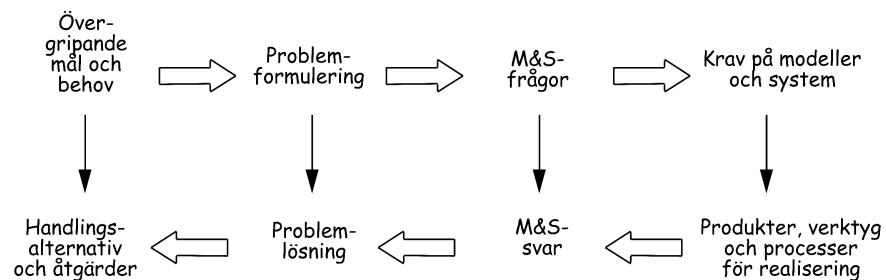 Över-
gripande
mål och
behov
Problem-
formulering
M&S-
frågor
Krav på modeller
och system
Handlings-
alternativ
och åtgärder
Problem-
lösning
M&S-
svar
Produkter, verktyg
och processer
för realisering